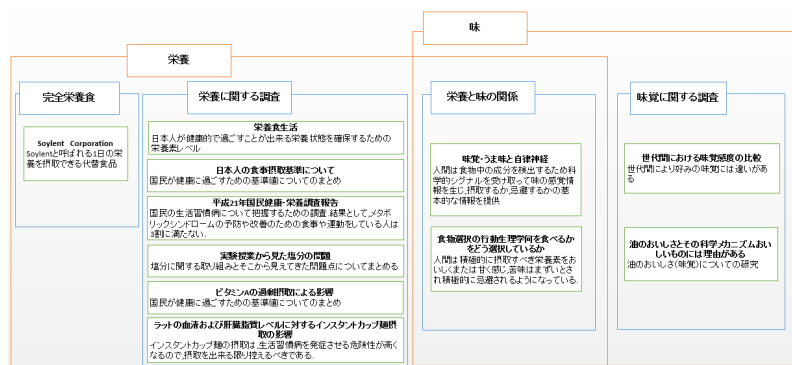 味
栄養
完全栄養食
Soylent Corporation
Soylentと呼ばれる1日の栄
養を摂取できる代替食品
栄養に関する調査
栄養食生活
日本人が健康的で過ごすことが出来る栄養状態を確保するための
栄養素レベル
日本人の食事摂取基準について
国民が健康に過ごすための基準値についてのまとめ
平成21年国民健康・栄養調査報告
国民の生活習慣病について把握するための調査.結果として,メタボ
リックシンドロームの予防や改善のための食事や運動をしている人は
3割に満たない.
実験授業から見た塩分の問題
塩分に関する取り組みとそこから見えてきた問題点についてまとめる
ビタミンAの過剰摂取による影響
国民が健康に過ごすための基準値についてのまとめ
ラットの血清および肝臓脂質レベルに対するインスタントカップ麺摂
取の影響
インスタントカップ麺の摂取は,生活習慣病を発症させる危険性が高く
なるので,摂取を出来る限り控えるべきである.
栄養と味の関係
味覚・うま味と自律神経
人間は食物中の成分を検出するため科
学的シグナルを受け取って味の感覚情
報を生じ,摂取するか,忌避するかの基
本的な情報を提供
食物選択の行動生理学何を食べるか
をどう選択しているか
人間は積極的に摂取すべき栄養素をお
いしくまたは甘く感じ,苦味はまずいとさ
れ積極的に忌避されるようになっている.
味覚に関する調査
世代間における味覚感度の比較
世代間により好みの味覚には違いがあ
る
油のおいしさとその科学メカニズムおい
しいものには理由がある
油のおいしさ(味覚)についての研究